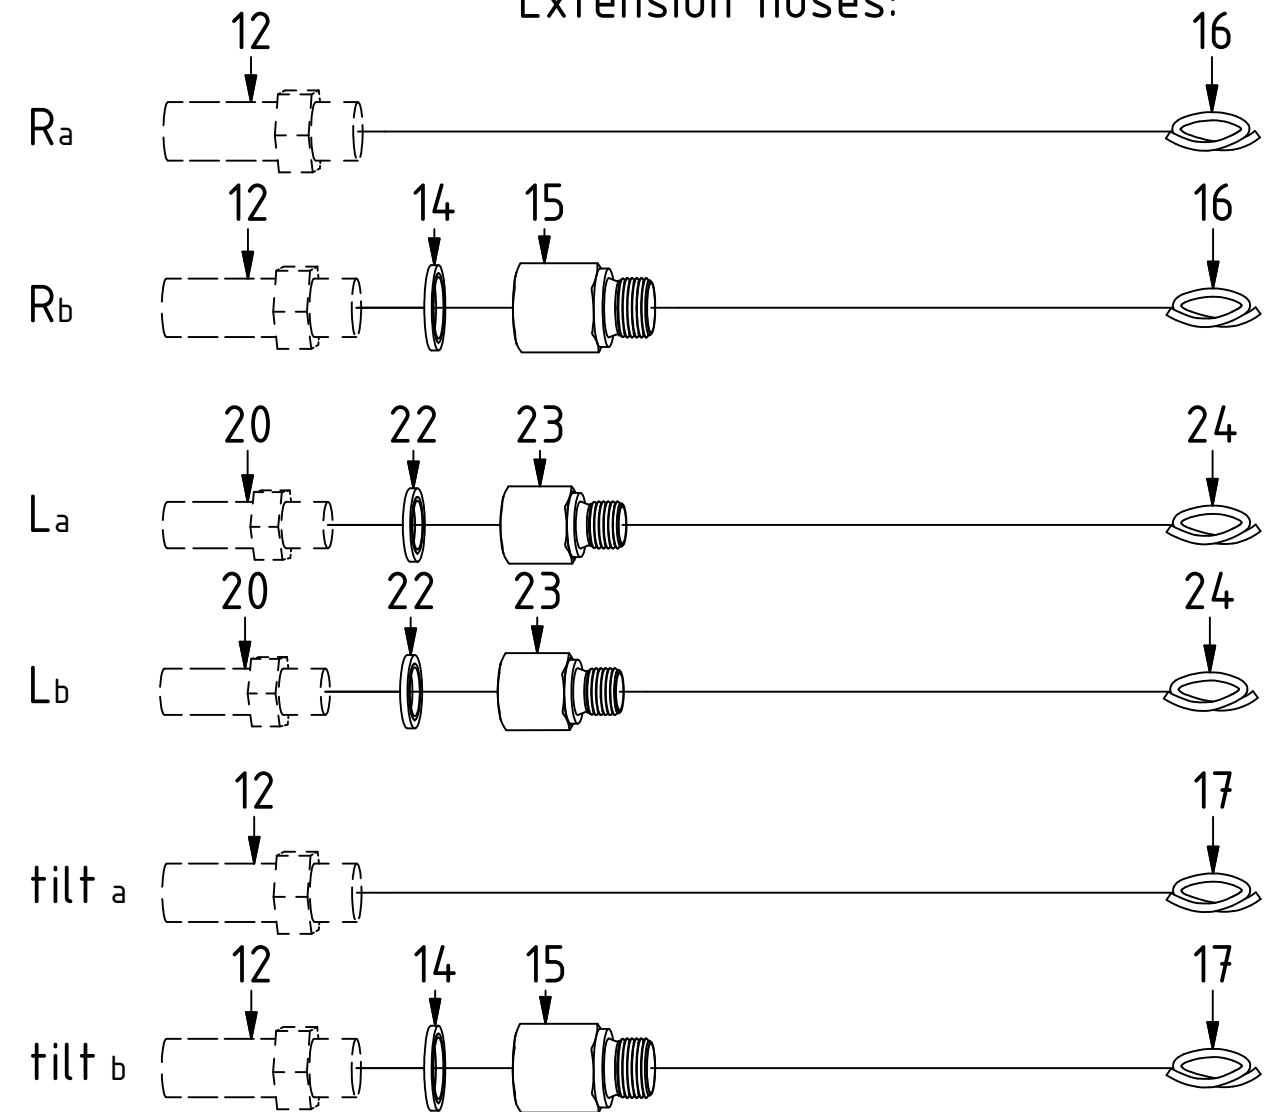 Extension hoses:
12 16
Ra
12 14 15 16
Rb
20 22 23 24
La
20 22 23 24
Lb
12 17
tilt a
12 14 15 17
tilt b